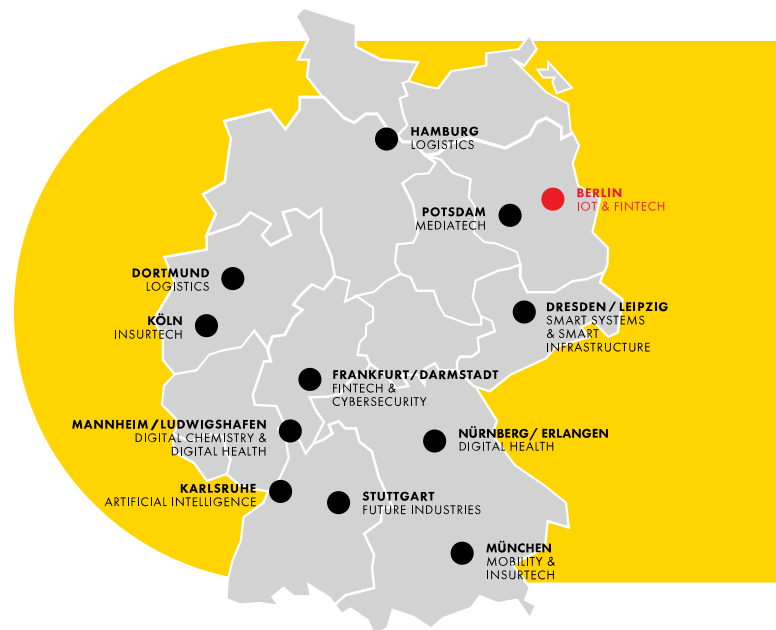 HAMBURG
LOGISTICS
BERLIN
IOT & FINTECH
POTSDAM
MEDIATECH
DORTMUND
LOGISTICS
KÖLN
INSURTECH
DRESDEN / LEIPZIG
SMART SYSTEMS
& SMART
INFRASTRUCTURE
FRANKFURT/DARMSTADT
FINTECH &
CYBERSECURITY
MANNHEIM/LUDWIGSHAFEN
DIGITAL CHEMISTRY &
DIGITAL HEALTH
NÜRNBERG/ ERLANGEN
DIGITAL HEALTH
KARLSRUHE
ARTIFICIAL INTELLIGENCE
STUTTGART
FUTURE INDUSTRIES
MÜNCHEN
MOBILITY &
INSURTECH